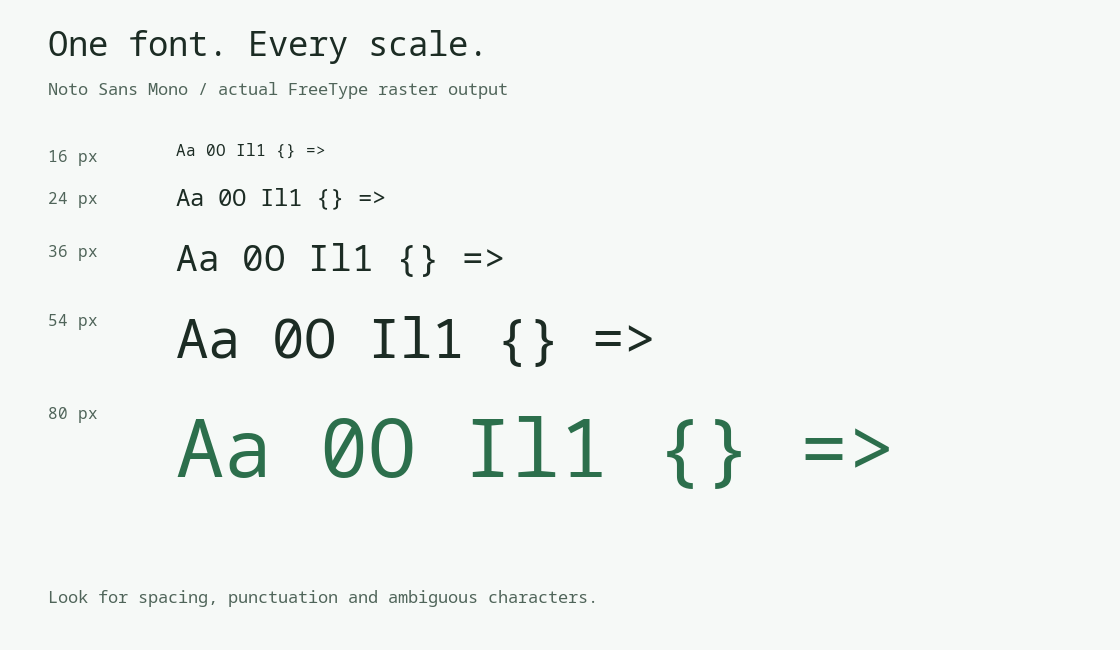 One font. Every scale.
Noto Sans Mono / actual FreeType raster output
16 px Aa 0O Il1 {} =>
24 px Aa 0O Il1 {} =>
36 px Aa 0O Il1 {} =>
54 px Aa 0O Il1 {} =>
80 px Aa 0O Il1 {} =>
Look for spacing, punctuation and ambiguous characters.